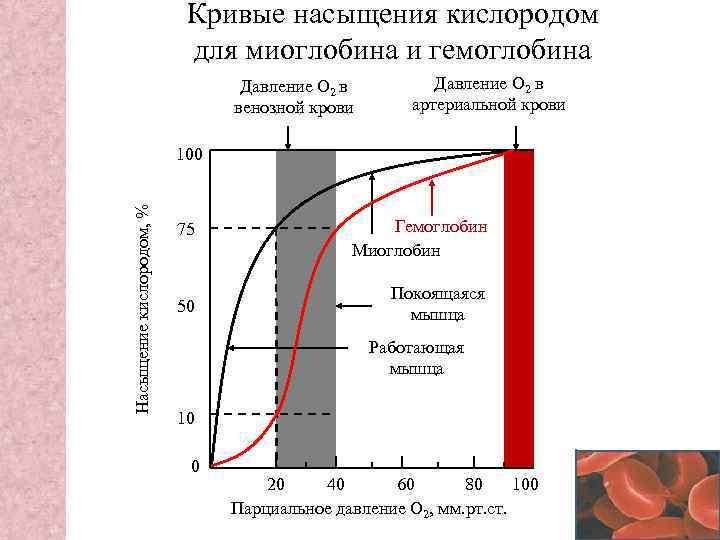 Кривые насыщения кислородом
для миоглобина и гемоглобина
Давление O2 в
венозной крови
Давление O2 в
артериальной крови
100
Насыщение кислородом, %
75
Гемоглобин
Миоглобин
50
Покоящаяся
мышца
Работающая
мышца
10
0
20 40 60 80 100
Парциальное давление O2, мм.рт.ст.